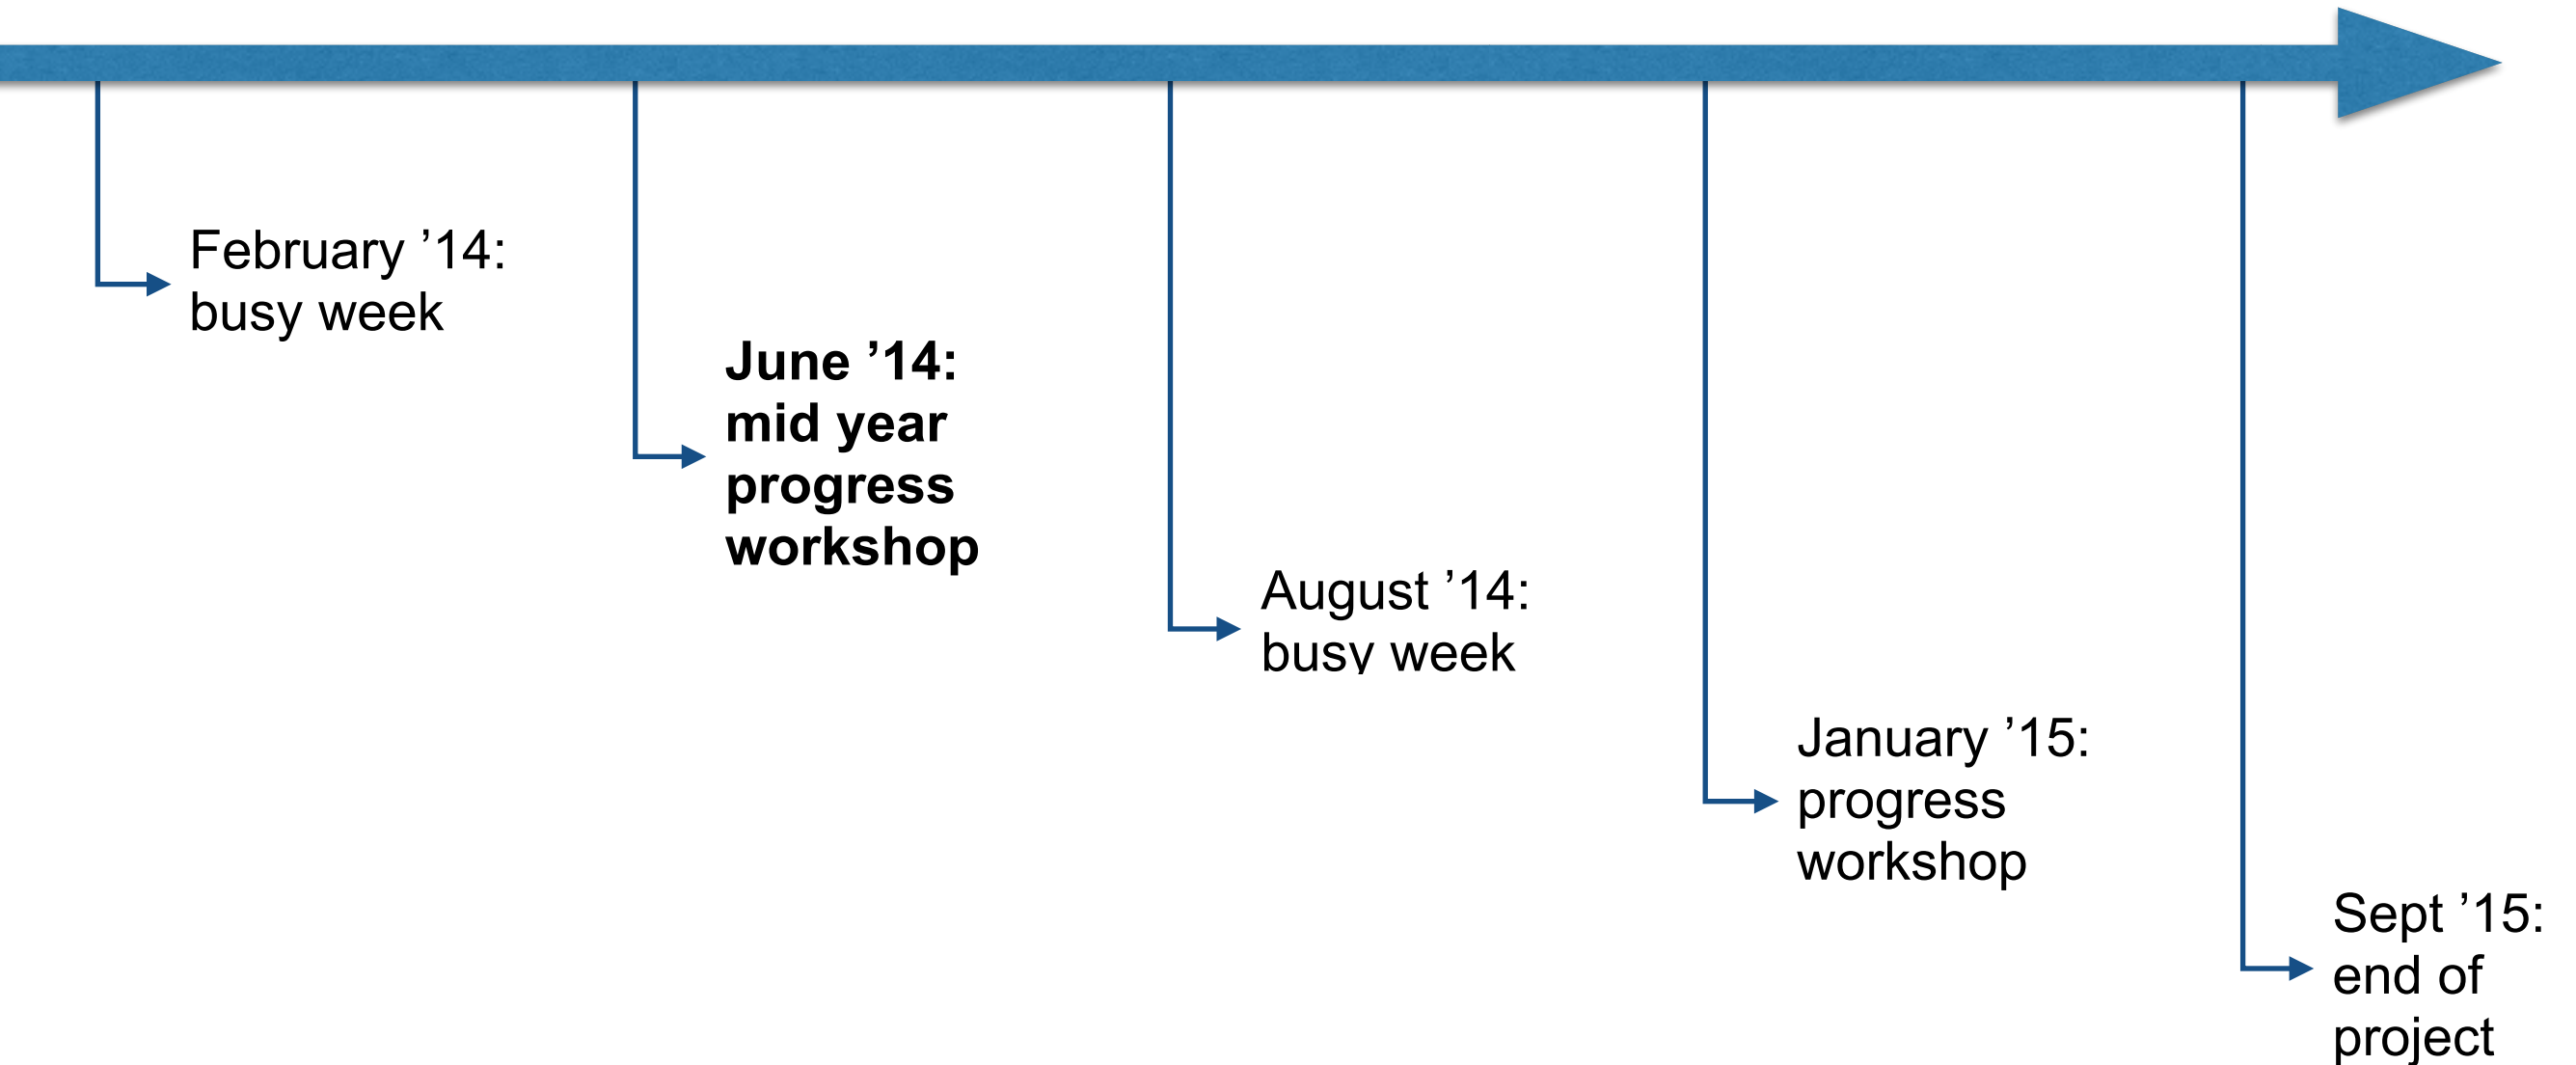 February ’14:
busy week
June ’14:
mid year
progress
workshop
August ’14:
busy week
January ’15:
progress
workshop
Sept ’15:
end of
project